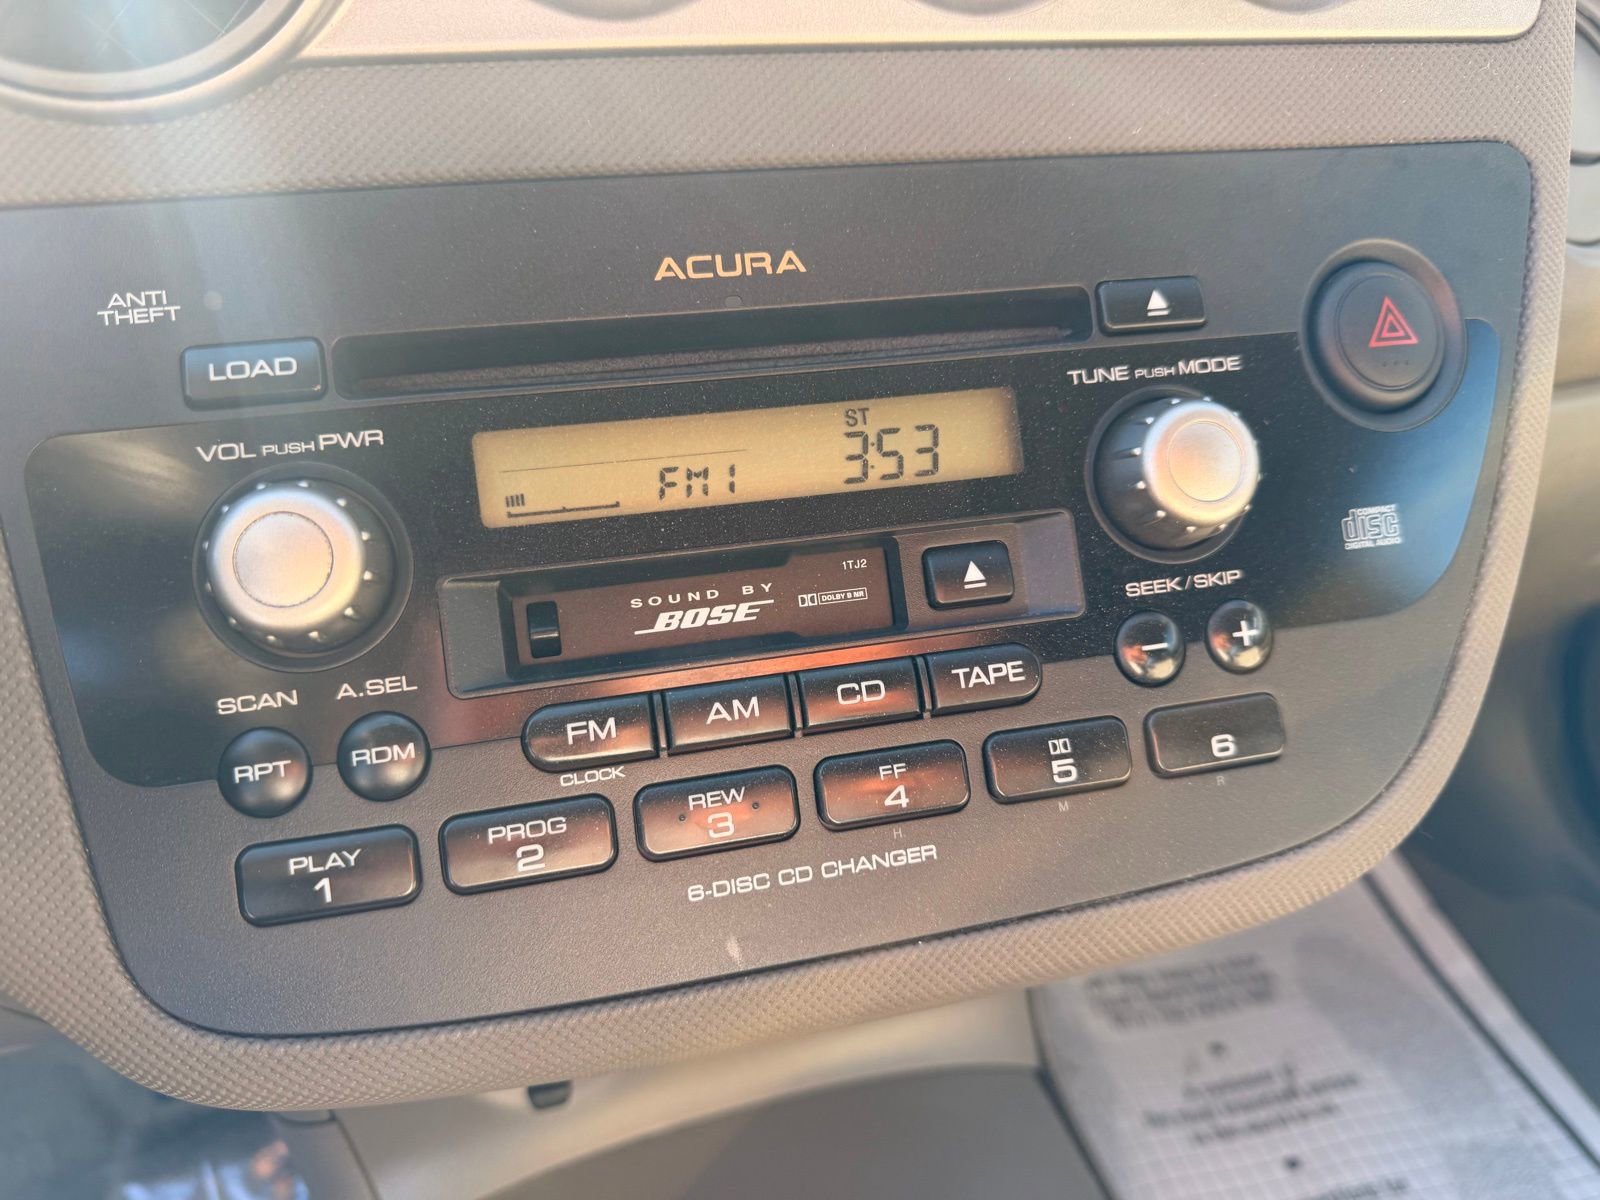 ACURA
ANTI
THEFT
LOAD
TUNE PUSH MODE
VOL PUSH PWR
ST
FM1 3:53
COMPACT
disc
DIGITAL AUDIO
1TJ2
SOUND BY
BOSE
DOLBY B NR
SEEK / SKIP
- +
SCAN A.SEL
RPT RDM
FM AM CD TAPE
CLOCK
PLAY
1
PROG
2
REW
3
FF
4
5
6
H M R
6-DISC CD CHANGER